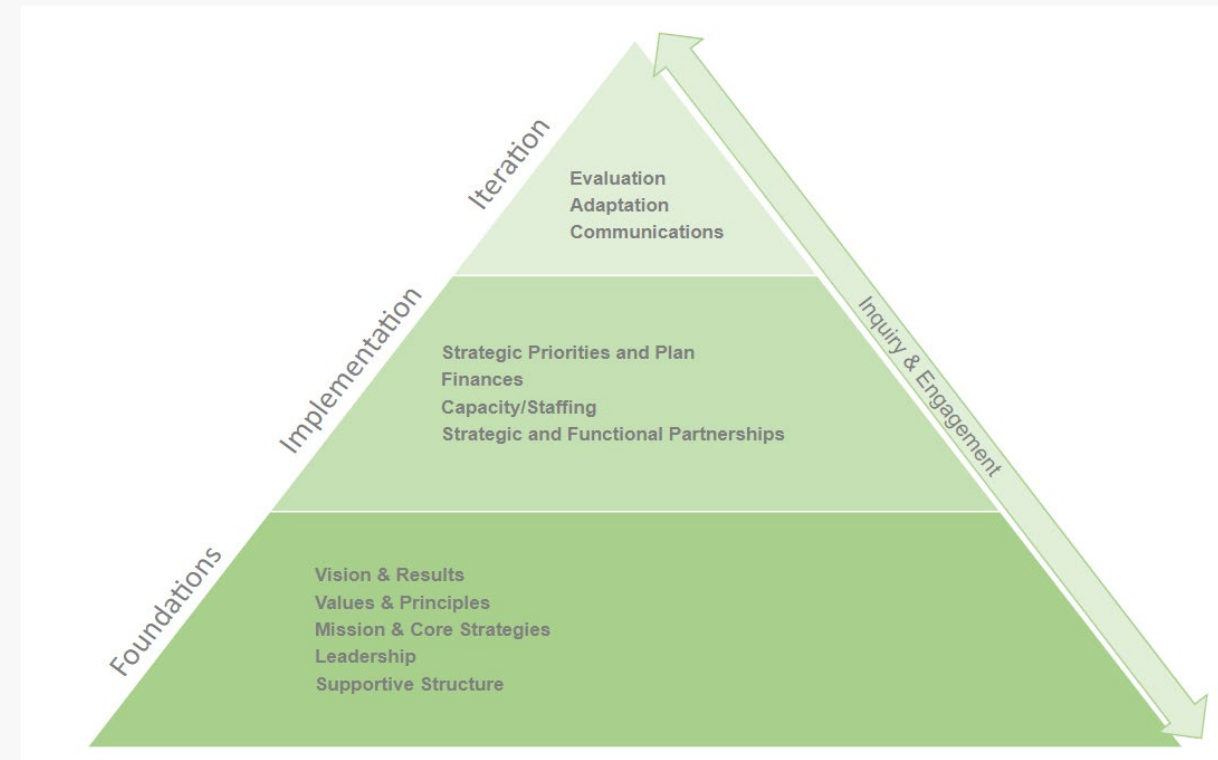 Iteration
Evaluation
Adaptation
Communications
Implementation
Strategic Priorities and Plan
Finances
Capacity/Staffing
Strategic and Functional Partnerships
Inquiry & Engagement
Foundations
Vision & Results
Values & Principles
Mission & Core Strategies
Leadership
Supportive Structure